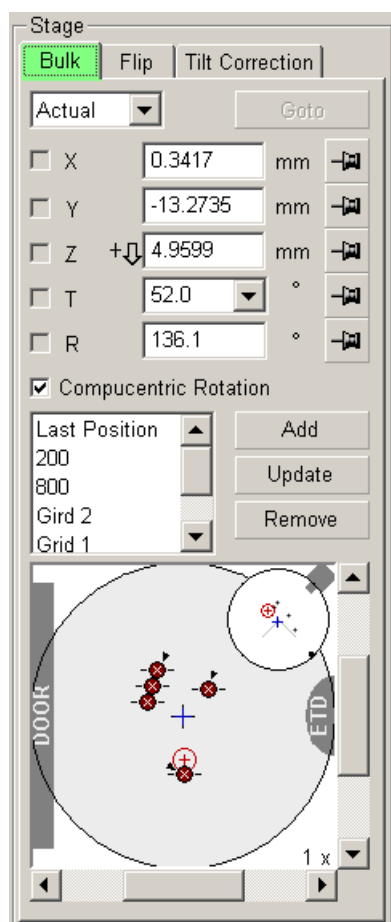 Stage
Bulk Flip Tilt Correction
Actual Goto
X 0.3417 mm
Y -13.2735 mm
Z + 4.9599 mm
T 52.0 °
R 136.1 °
Compucentric Rotation
Last Position Add
200
800 Update
Gird 2 Remove
Grid 1
DOOR ETD
1 x